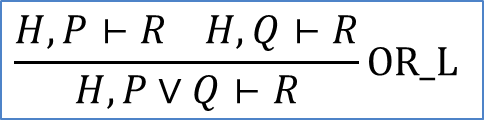 H, P ⊢ R   H, Q ⊢ R
OR_L
H, P ∨ Q ⊢ R